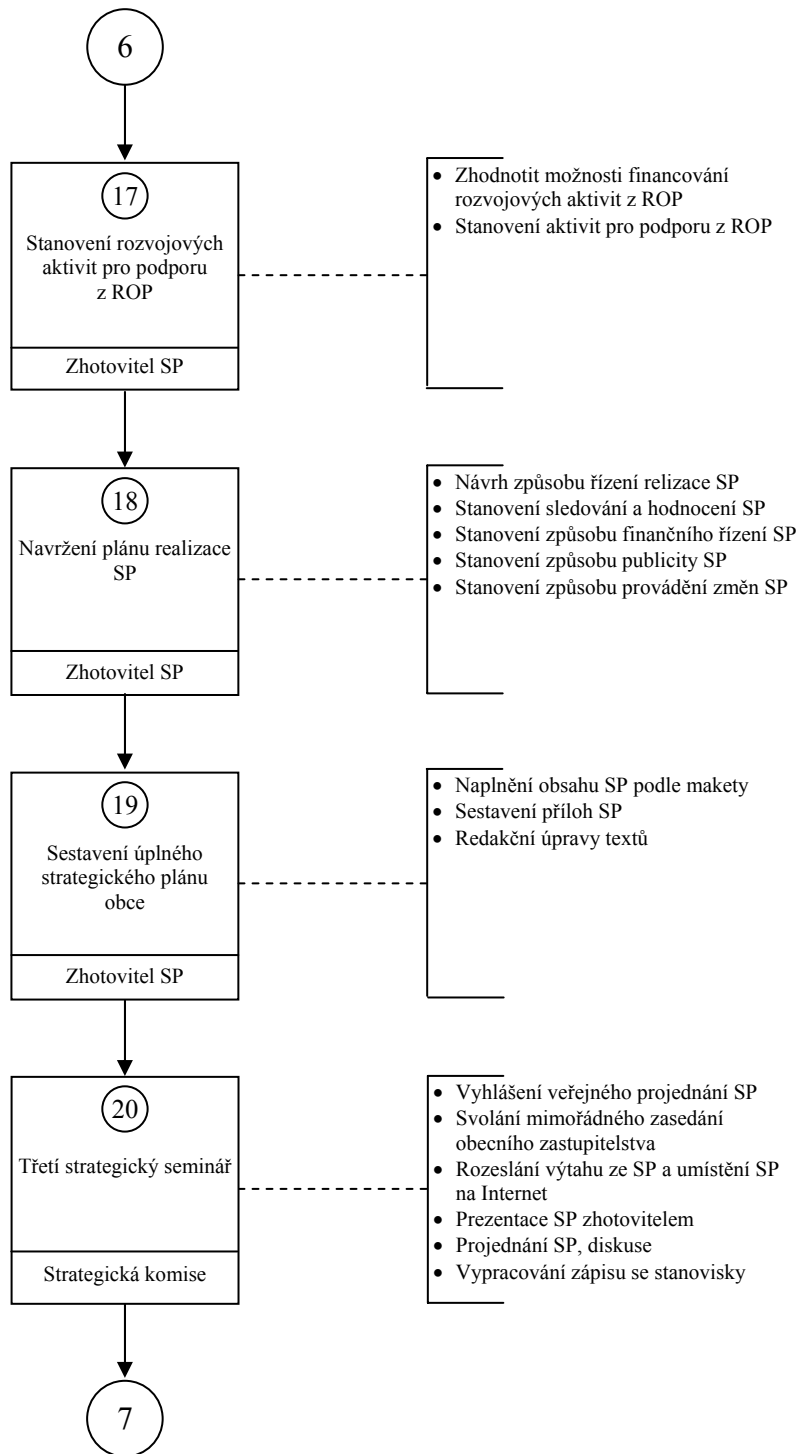 6
17
Stanovení rozvojových
aktivit pro podporu
z ROP
Zhotovitel SP
• Zhodnotit možnosti financování
rozvojových aktivit z ROP
• Stanovení aktivit pro podporu z ROP
18
Navržení plánu realizace
SP
Zhotovitel SP
• Návrh způsobu řízení relizace SP
• Stanovení sledování a hodnocení SP
• Stanovení způsobu finančního řízení SP
• Stanovení způsobu publicity SP
• Stanovení způsobu provádění změn SP
19
Sestavení úplného
strategického plánu
obce
Zhotovitel SP
• Naplnění obsahu SP podle makety
• Sestavení příloh SP
• Redakční úpravy textů
20
Třetí strategický seminář
Strategická komise
• Vyhlášení veřejného projednání SP
• Svolání mimořádného zasedání
obecního zastupitelstva
• Rozeslání výtahu ze SP a umístění SP
na Internet
• Prezentace SP zhotovitelem
• Projednání SP, diskuse
• Vypracování zápisu se stanovisky
7